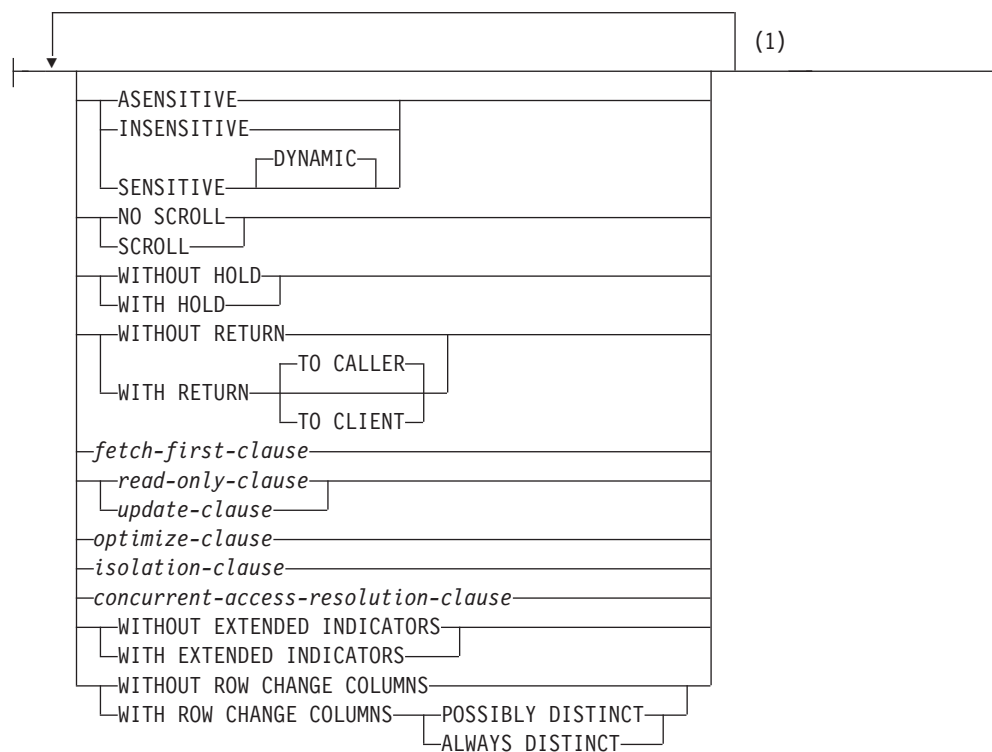 (1)
ASENSITIVE
INSENSITIVE
DYNAMIC
SENSITIVE
NO SCROLL
SCROLL
WITHOUT HOLD
WITH HOLD
WITHOUT RETURN
TO CALLER
WITH RETURN
TO CLIENT
fetch-first-clause
read-only-clause
update-clause
optimize-clause
isolation-clause
concurrent-access-resolution-clause
WITHOUT EXTENDED INDICATORS
WITH EXTENDED INDICATORS
WITHOUT ROW CHANGE COLUMNS
WITH ROW CHANGE COLUMNS POSSIBLY DISTINCT
ALWAYS DISTINCT